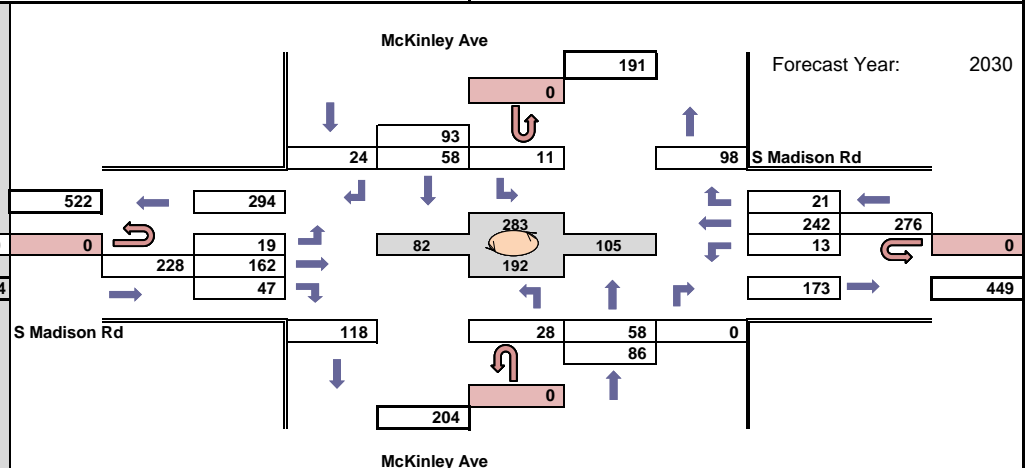 McKinley Ave
191
Forecast Year: 2030
0
93
24 58 11 98 S Madison Rd
522 294 21
283 242 276
0 19 82 105 13 0
228 162 192
4 47 173 449
S Madison Rd 118 28 58 0
86
0
204
McKinley Ave